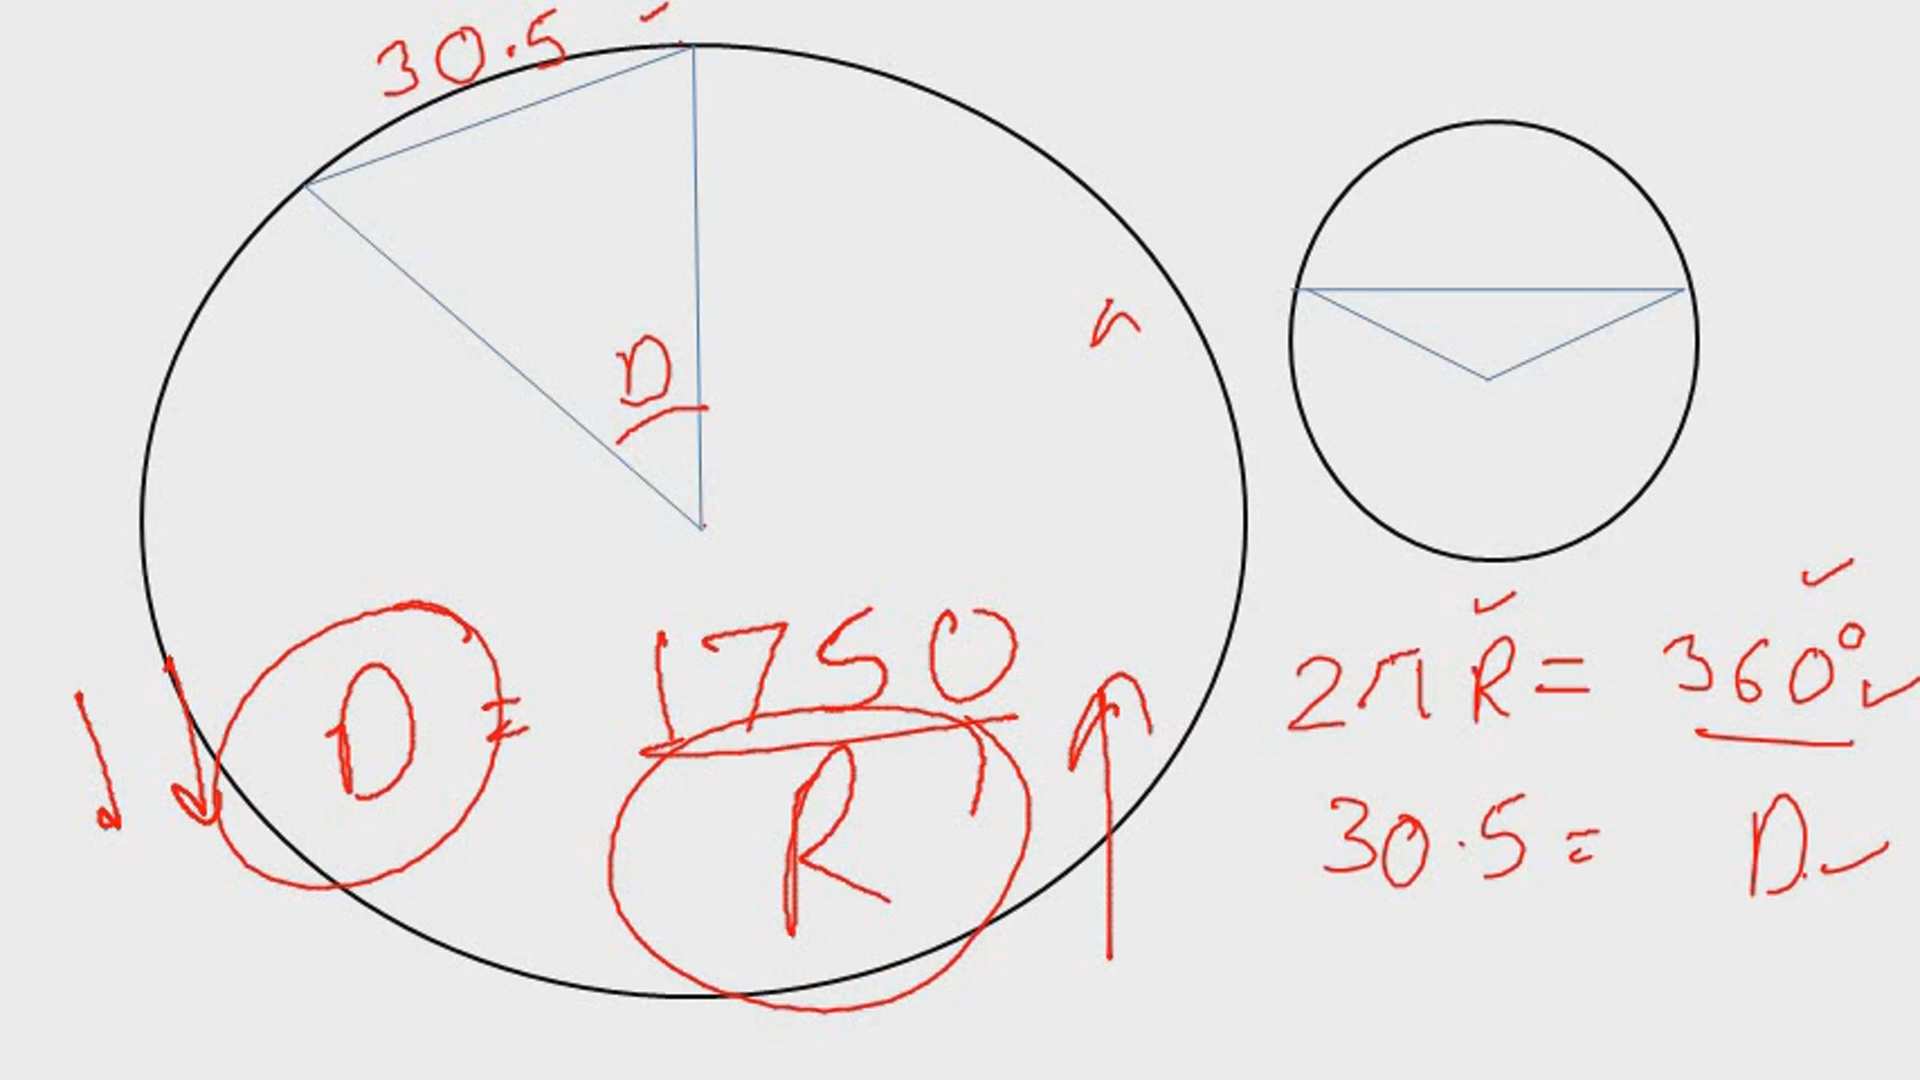 30.5
D
D = 1750
R
2πR = 360°
30.5 = D